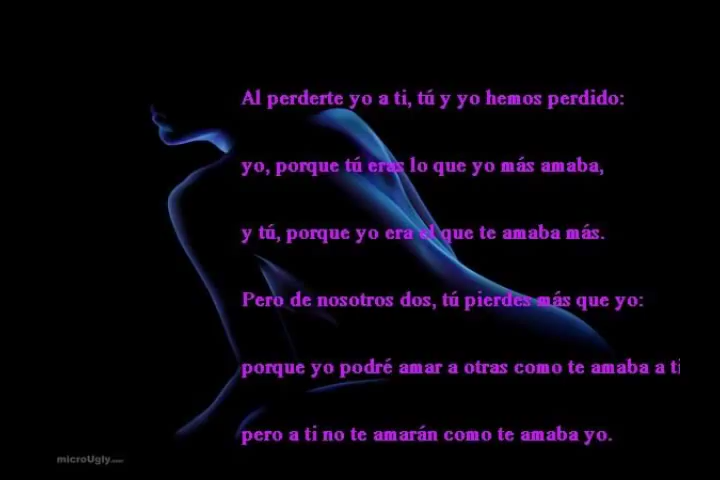 Al perderte yo a ti, tú y yo hemos perdido:
yo, porque tú eras lo que yo más amaba,
y tú, porque yo era el que te amaba más.
Pero de nosotros dos, tú pierdes más que yo:
porque yo podré amar a otras como te amaba a ti
pero a ti no te amarán como te amaba yo.
microUgly.com